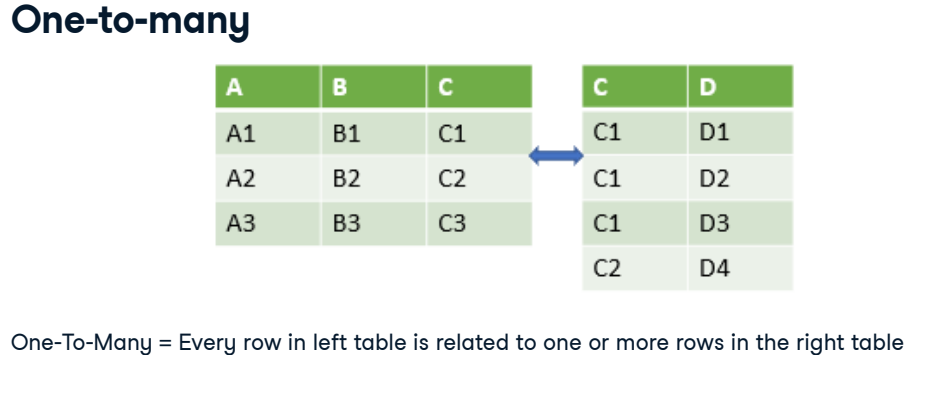 One-to-many
A B C
A1 B1 C1
A2 B2 C2
A3 B3 C3
C D
C1 D1
C1 D2
C1 D3
C2 D4
One-To-Many = Every row in left table is related to one or more rows in the right table